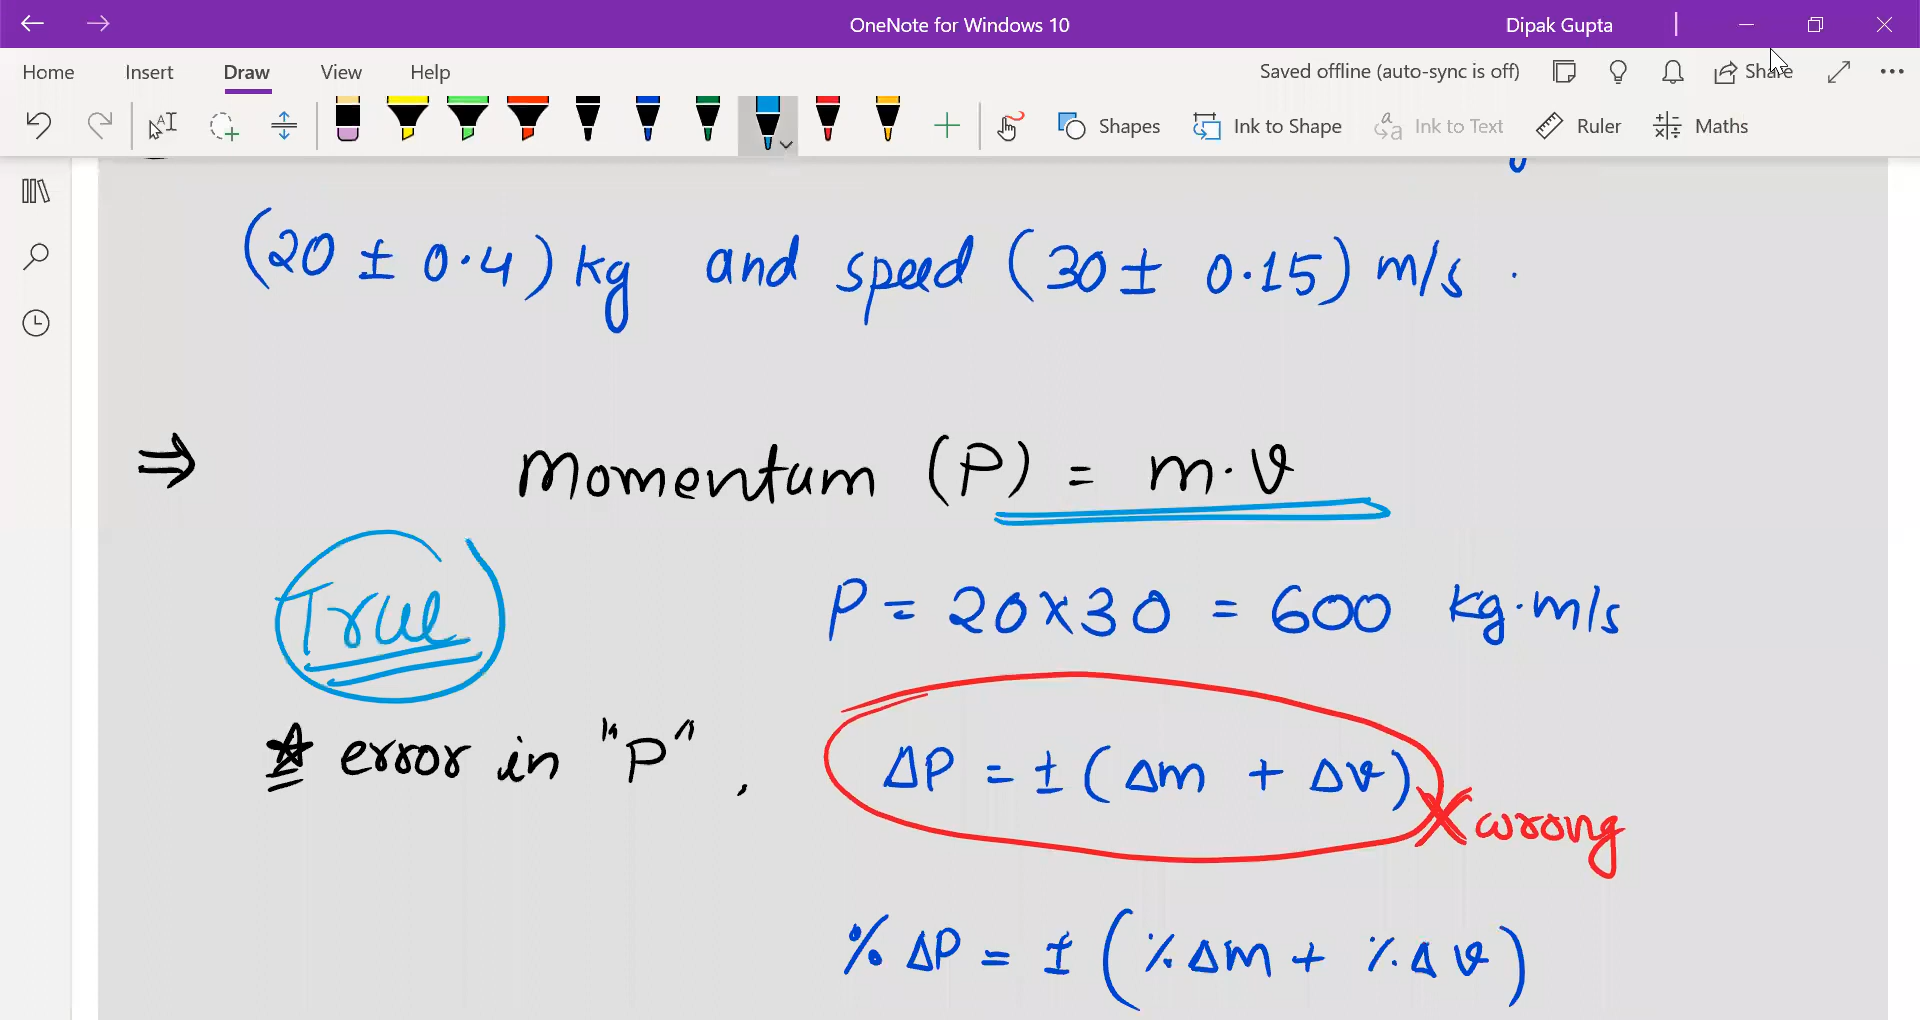 OneNote for Windows 10
Dipak Gupta
Home Insert Draw View Help
Saved offline (auto-sync is off)
Share
Shapes
Ink to Shape
Ink to Text
Ruler
Maths
(20 ± 0.4) kg and speed (30 ± 0.15) m/s .
⇒ Momentum (P) = m.v
True
P = 20×30 = 600 kg.m/s
error in "P" , ΔP = ± (Δm + Δv)
× wrong
% ΔP = ± (% Δm + % Δv)